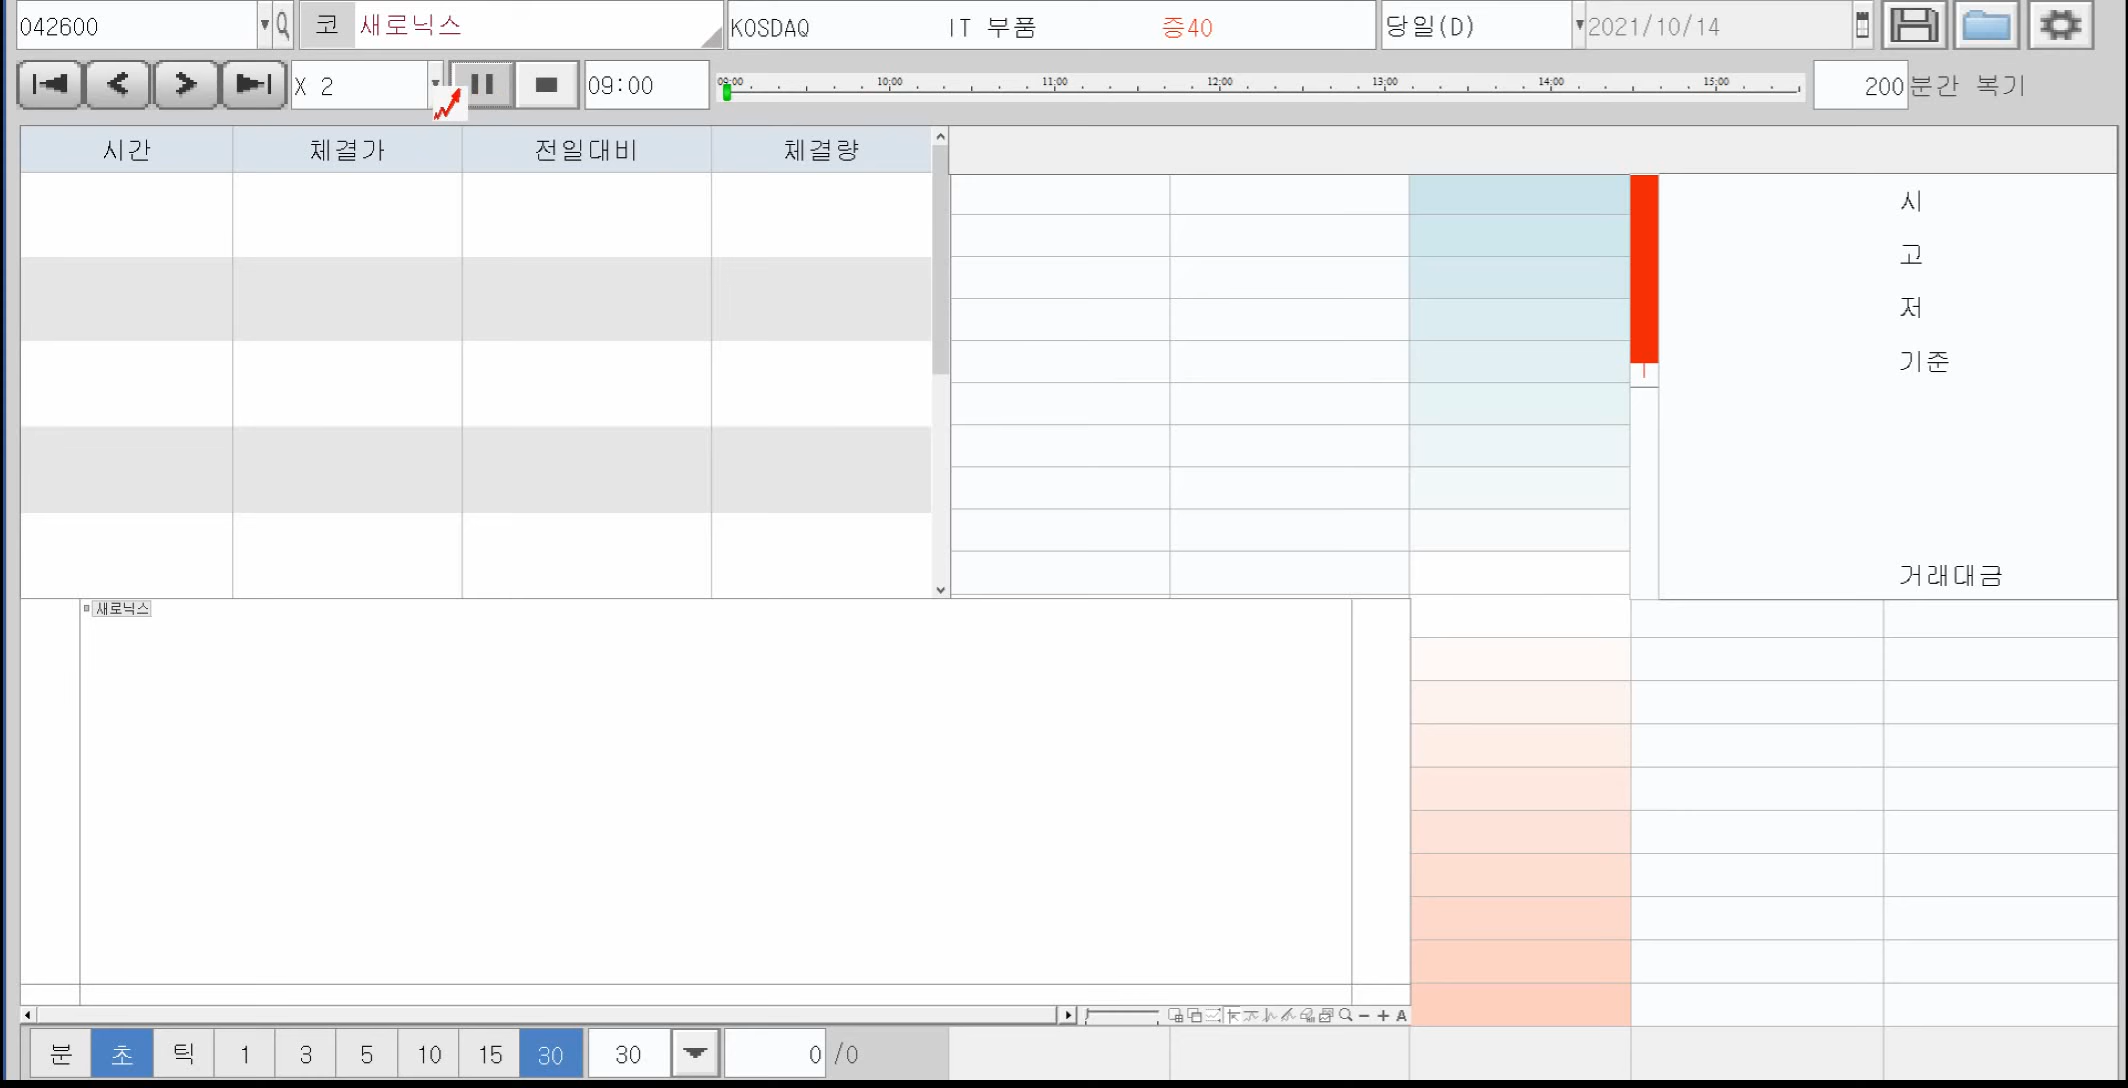 042600 코 새로닉스 KOSDAQ IT 부품 증40 당일(D) 2021/10/14
X 2 09:00 09:00 10:00 11:00 12:00 13:00 14:00 15:00 200 분간 복기
시간 체결가 전일대비 체결량
시
고
저
기준
거래대금
새로닉스
A
분 초 틱 1 3 5 10 15 30 30 0 /0